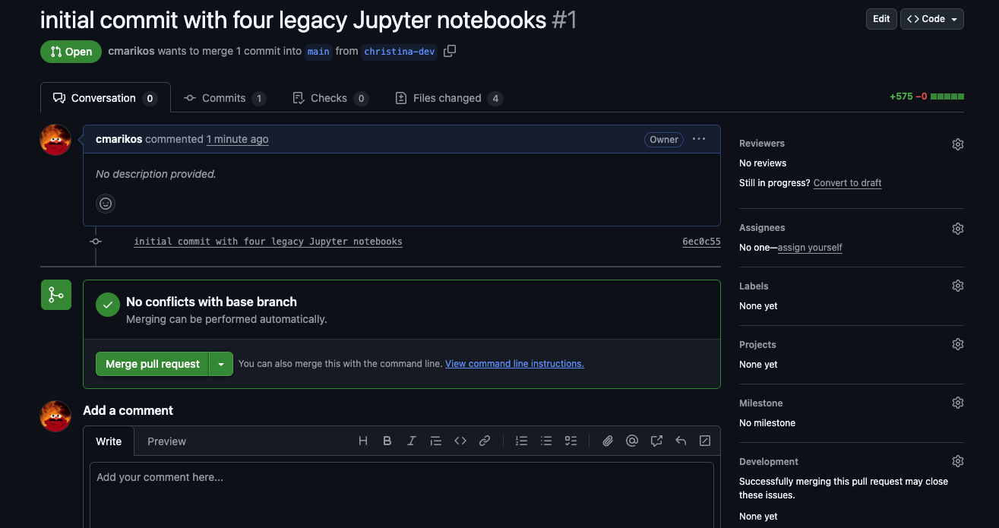 initial commit with four legacy Jupyter notebooks #1
Edit
<> Code
Open
cmarikos wants to merge 1 commit into main from christina-dev
Conversation 0
Commits 1
Checks 0
Files changed 4
+575 −0
cmarikos commented 1 minute ago
Owner
No description provided.
initial commit with four legacy Jupyter notebooks
6ec0c55
No conflicts with base branch
Merging can be performed automatically.
Merge pull request
You can also merge this with the command line. View command line instructions.
Add a comment
Write
Preview
Add your comment here...
Reviewers
No reviews
Still in progress? Convert to draft
Assignees
No one—assign yourself
Labels
None yet
Projects
None yet
Milestone
No milestone
Development
Successfully merging this pull request may close
these issues.
None yet